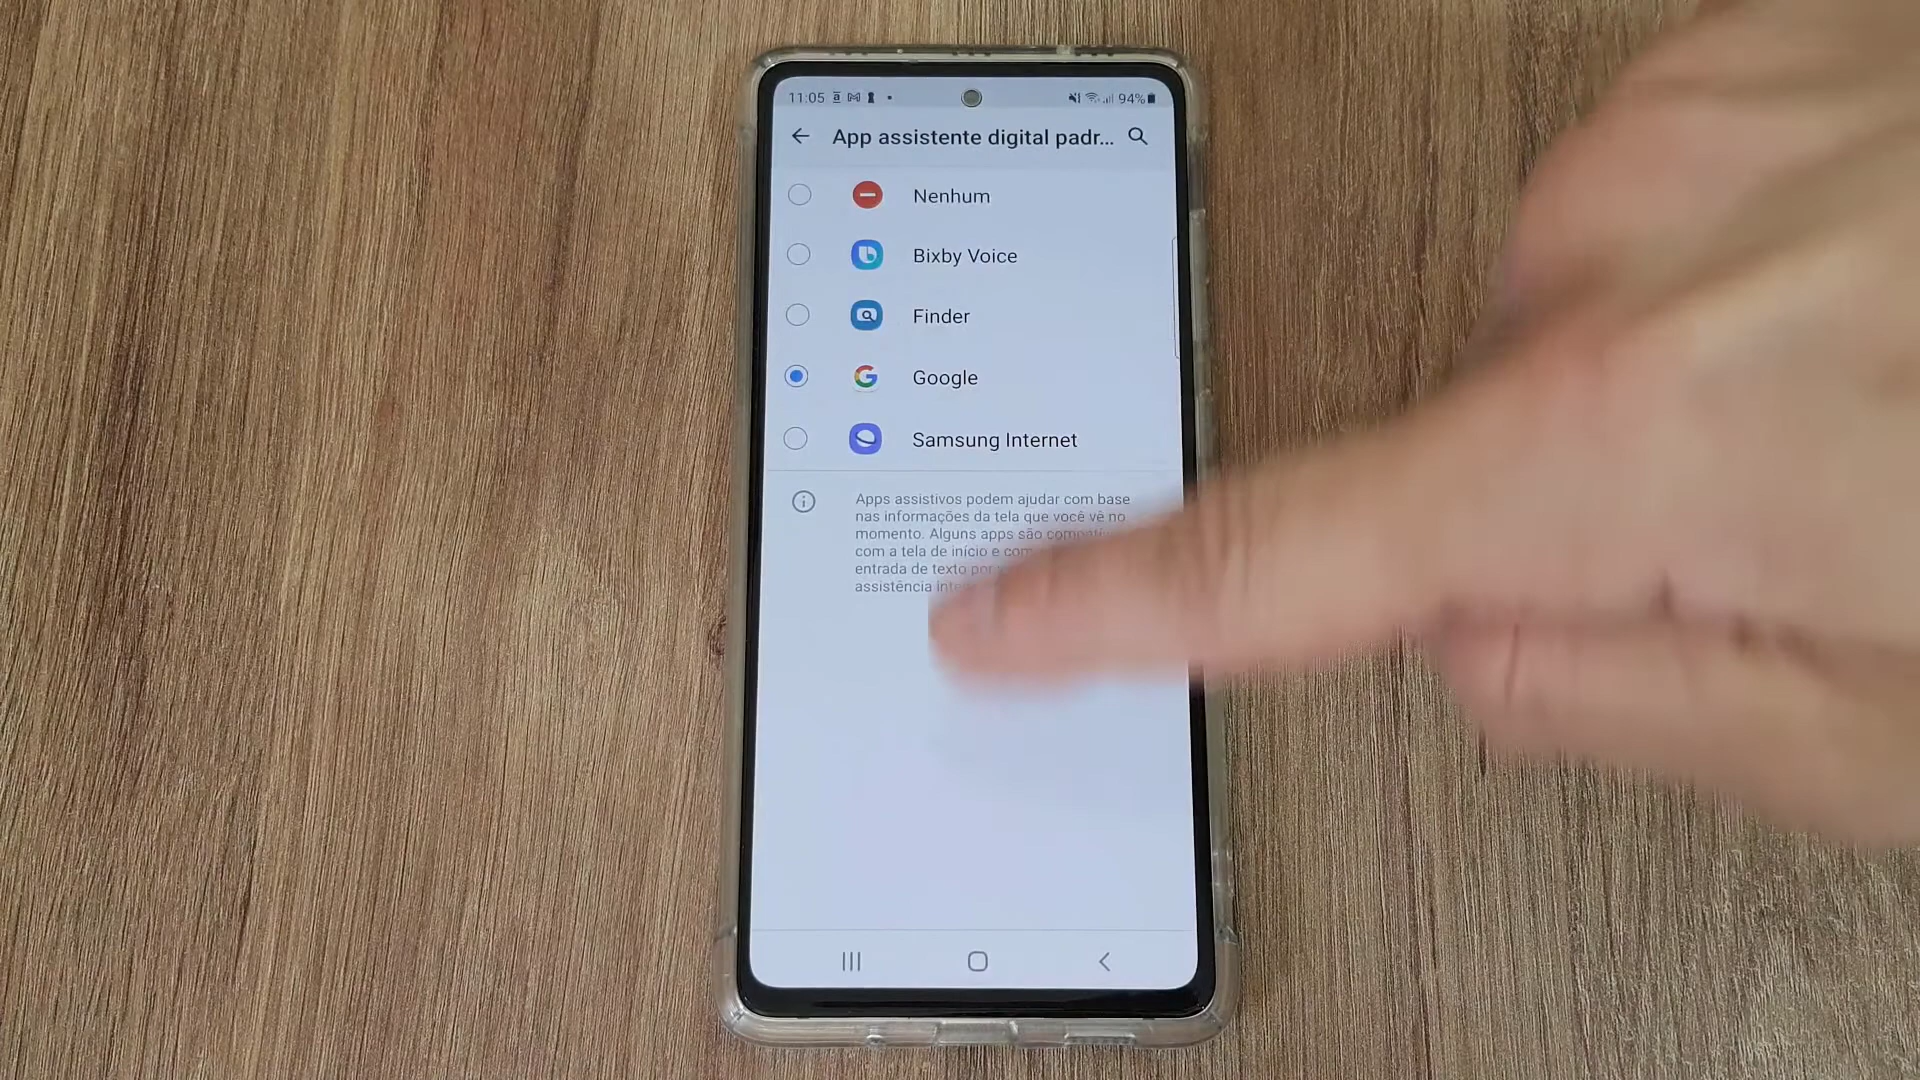 11:05 94%
App assistente digital padr...
Nenhum
Bixby Voice
Finder
Google
Samsung Internet
Apps assistivos podem ajudar com base
nas informações da tela que você vê no
momento. Alguns apps são
com a tela de início e com
entrada de texto por
assistência